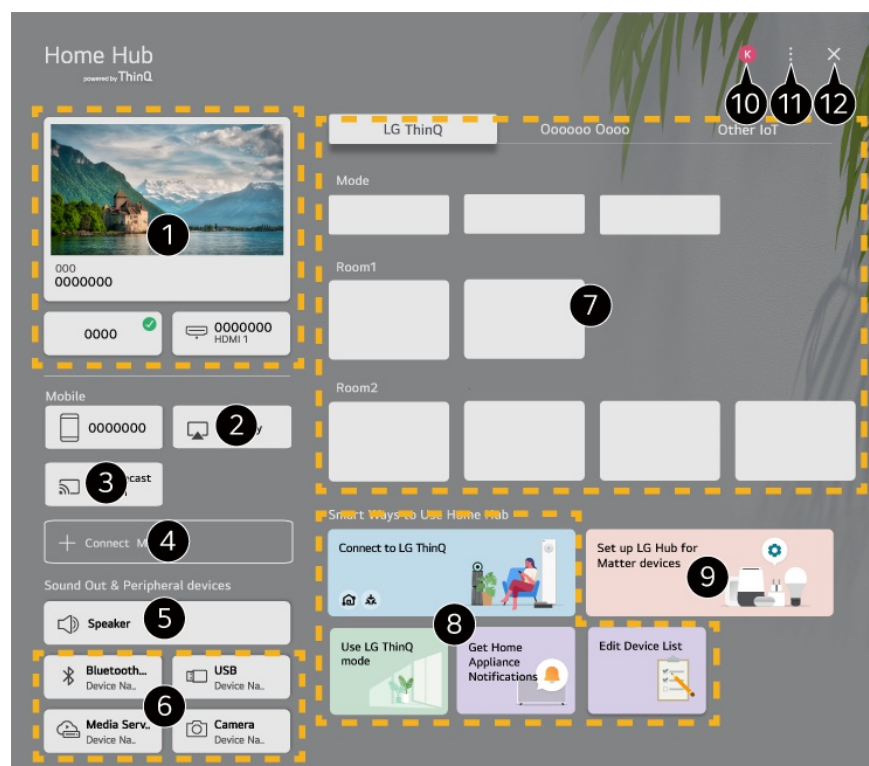 Home Hub
powered by ThinQ
K
10
11
12
LG ThinQ
Oooooo Oooo
Other IoT
1
000
0000000
0000
0000000
HDMI 1
Mode
Room1
7
Room2
Mobile
0000000
2
y
3
cast
4
Connect M
Sound Out & Peripheral devices
Speaker
5
Bluetooth...
Device Na..
USB
Device Na..
6
Media Serv..
Device Na..
Camera
Device Na..
Smart Ways to Use Home Hub
Connect to LG ThinQ
Set up LG Hub for
Matter devices
9
8
Use LG ThinQ
mode
Get Home
Appliance
Notifications
Edit Device List